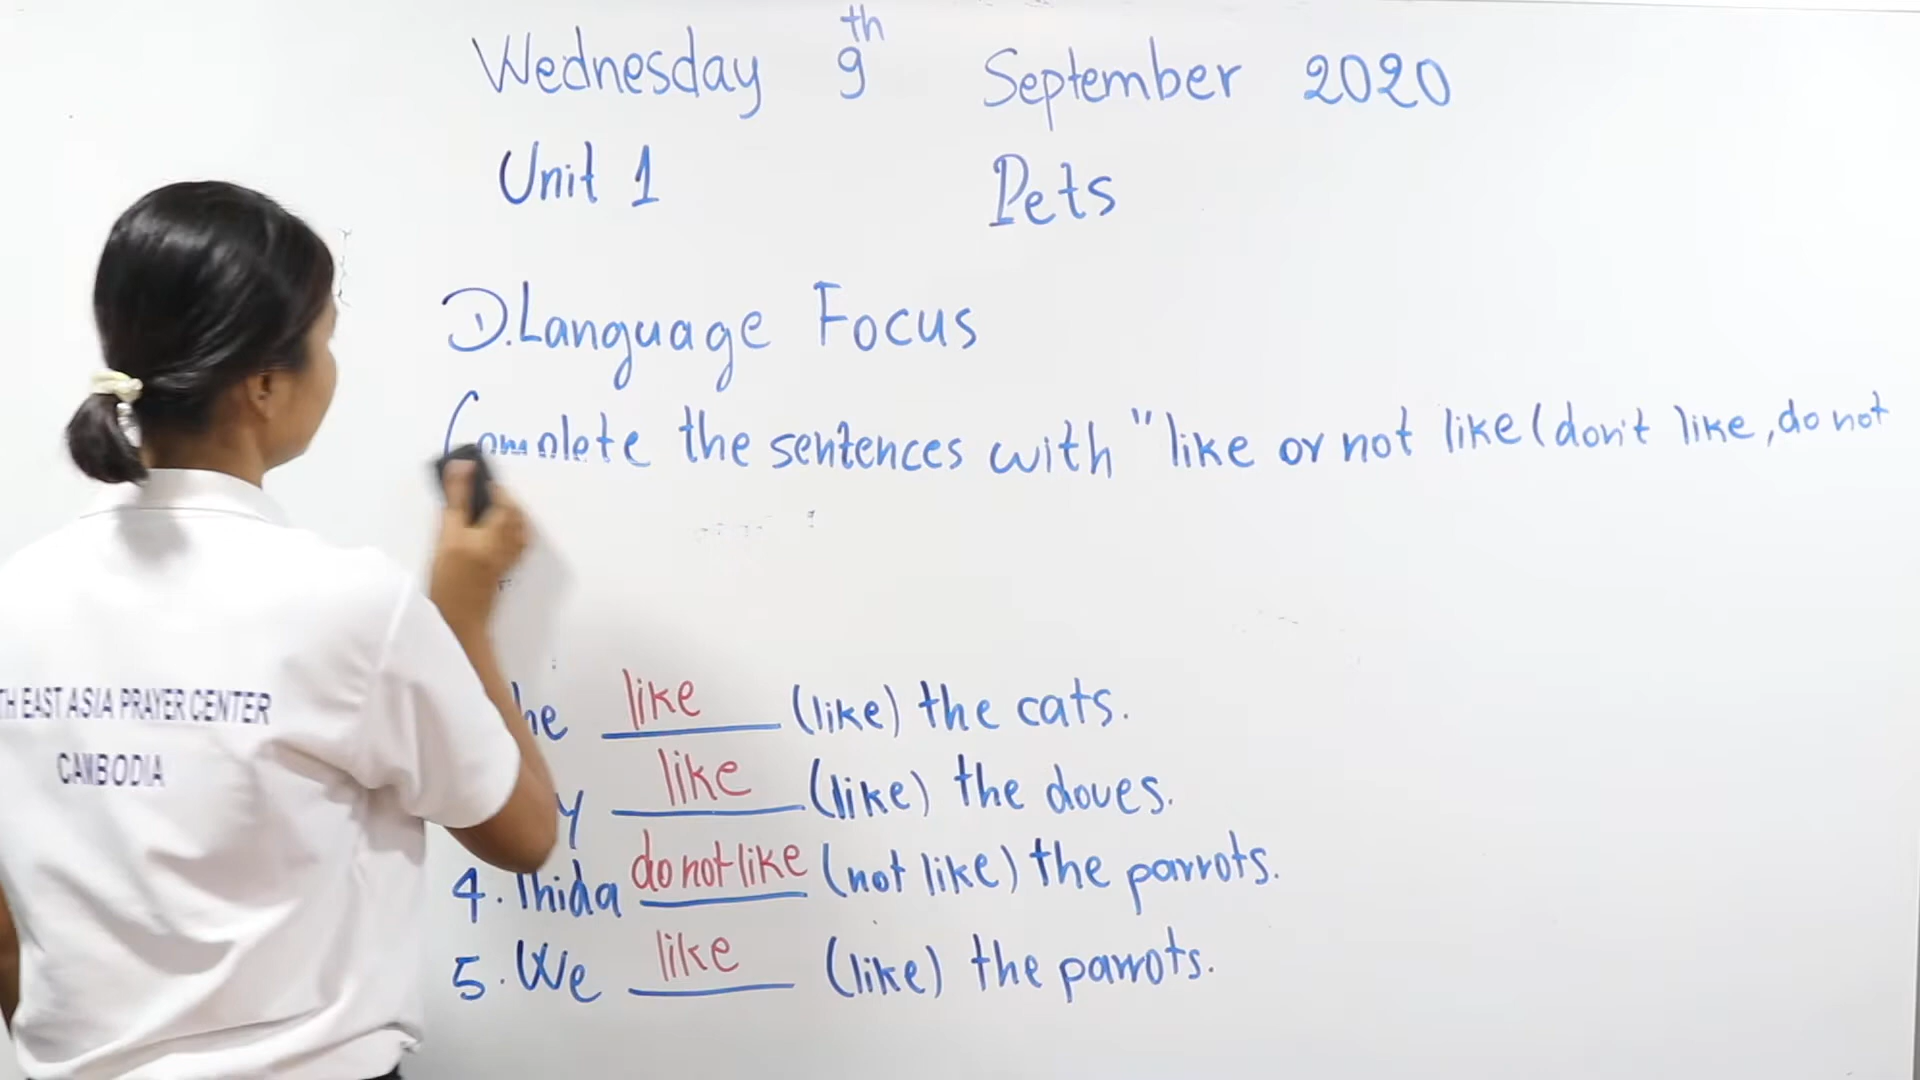 Wednesday 9th September 2020
Unit 1 Pets
D. Language Focus
Complete the sentences with "like or not like (don't like, do not
he like (like) the cats.
y like (like) the doves.
4. Thida do not like (not like) the parrots.
5. We like (like) the parrots.
TH EAST ASIA PRAYER CENTER
CAMBODIA